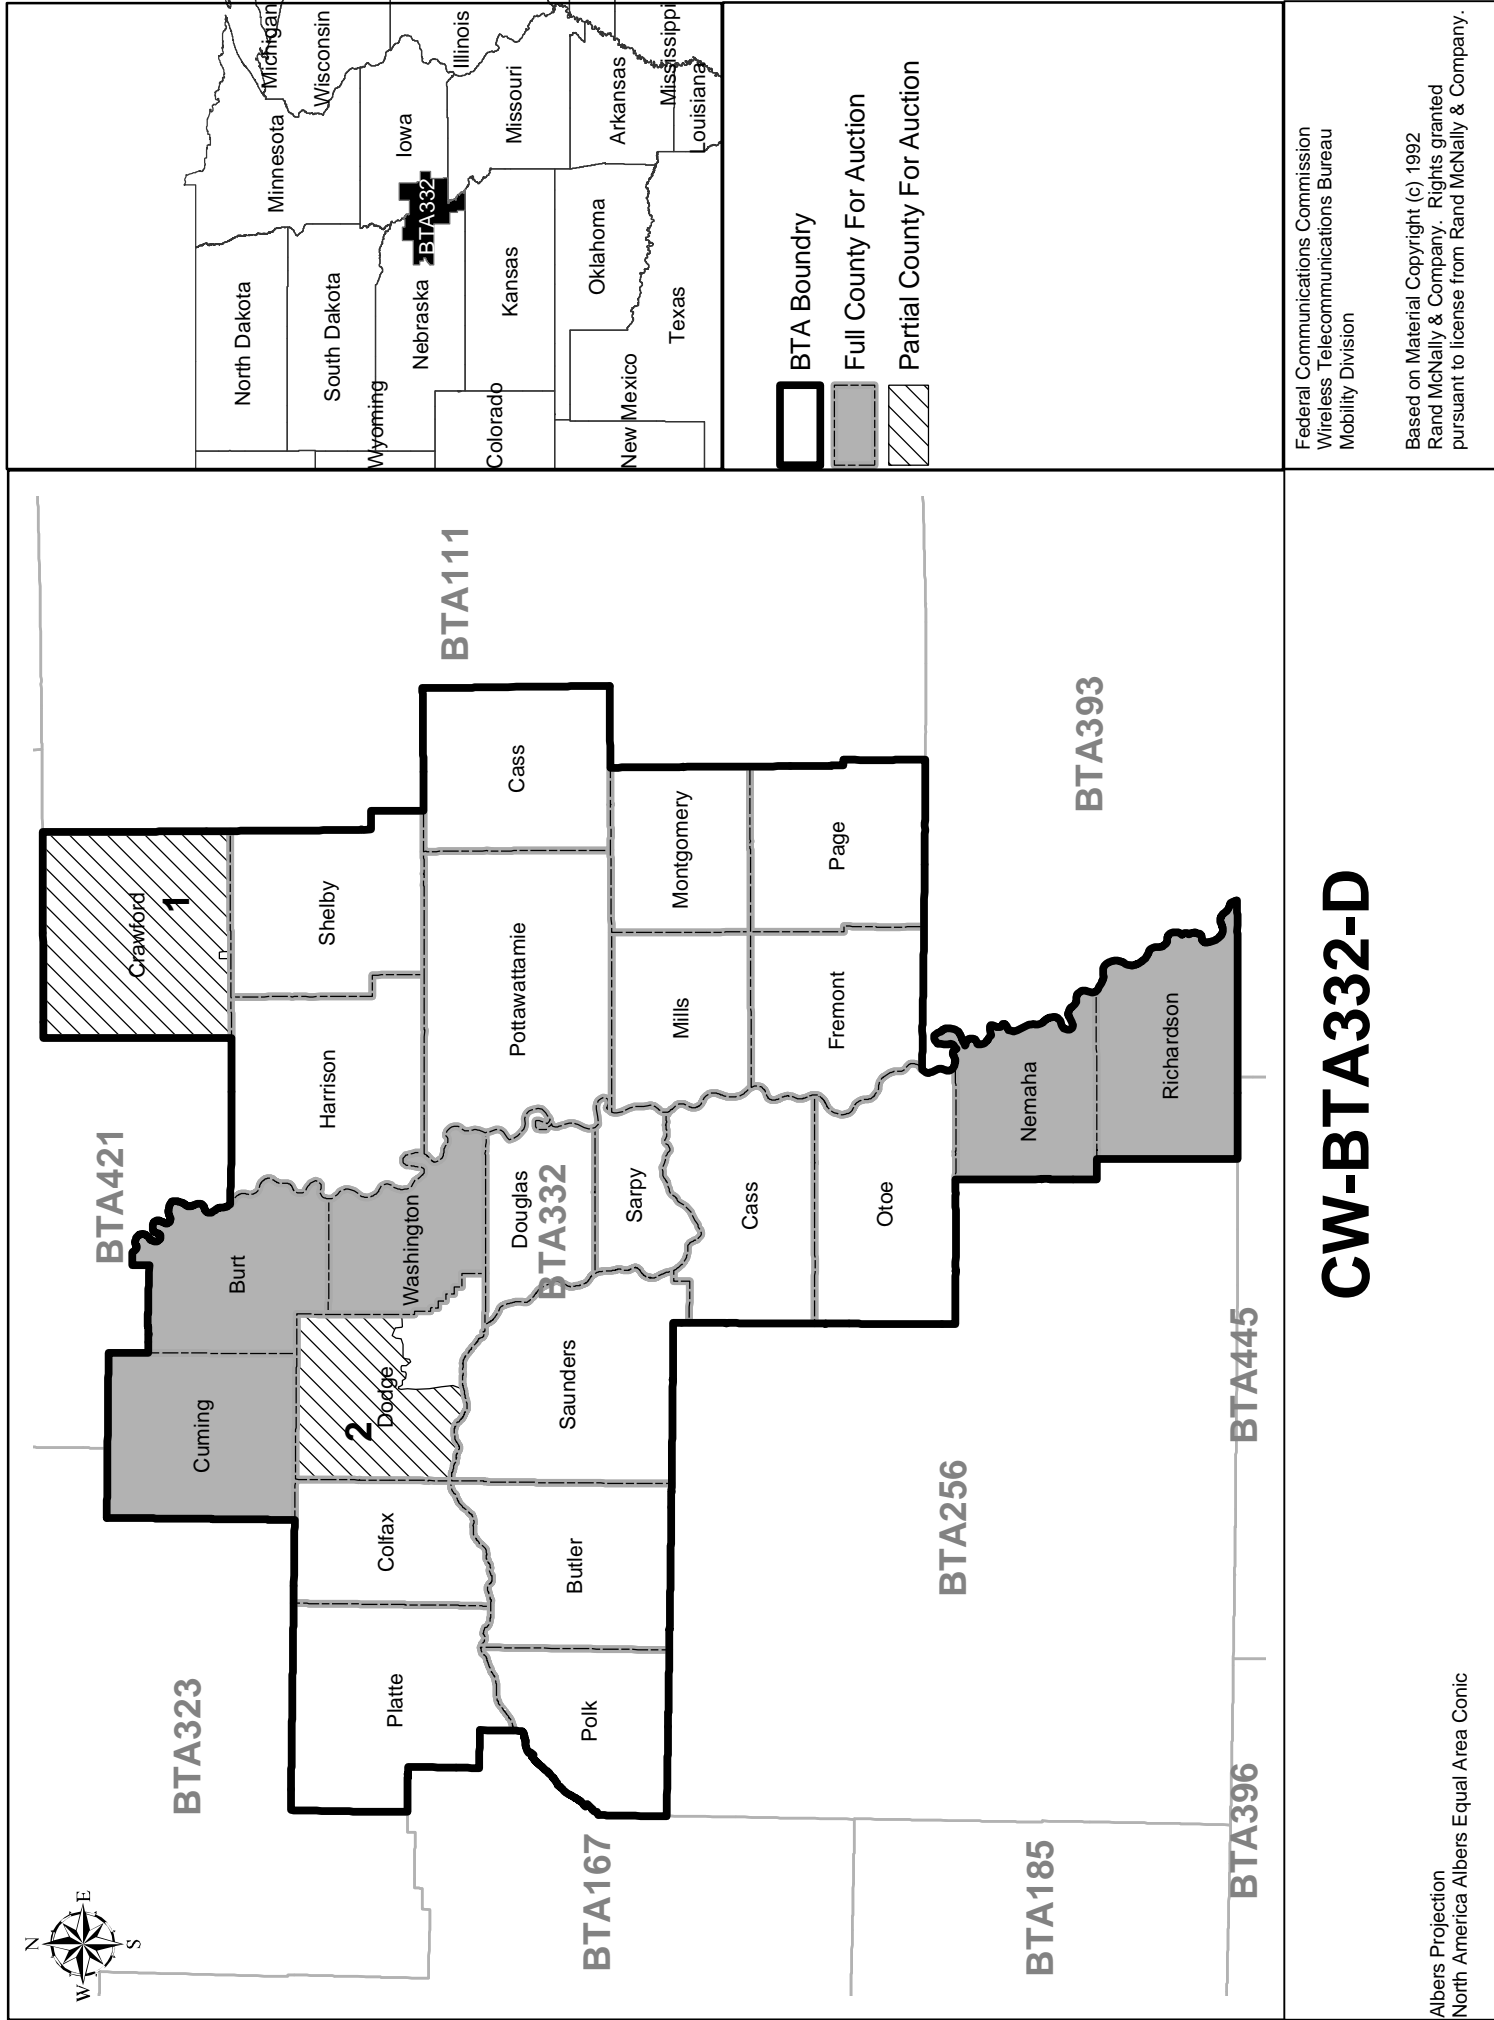 N
W
E
S
BTA323
BTA421
BTA111
BTA167
BTA332
BTA185
BTA256
BTA393
BTA396
BTA445
Crawford
1
Cuming
Burt
Harrison
Shelby
Platte
Colfax
Dodge
2
Washington
Polk
Butler
Saunders
Douglas
Pottawattamie
Cass
Sarpy
Mills
Montgomery
Cass
Otoe
Fremont
Page
Nemaha
Richardson
North Dakota
Minnesota
Michigan
South Dakota
Wisconsin
Wyoming
Nebraska
BTA332
Iowa
Illinois
Colorado
Kansas
Missouri
New Mexico
Oklahoma
Arkansas
Texas
Mississippi
Louisiana
BTA Boundry
Full County For Auction
Partial County For Auction
CW-BTA332-D
Albers Projection
North America Albers Equal Area Conic
Federal Communications Commission
Wireless Telecommunications Bureau
Mobility Division
Based on Material Copyright (c) 1992
Rand McNally & Company.  Rights granted
pursuant to license from Rand McNally & Company.